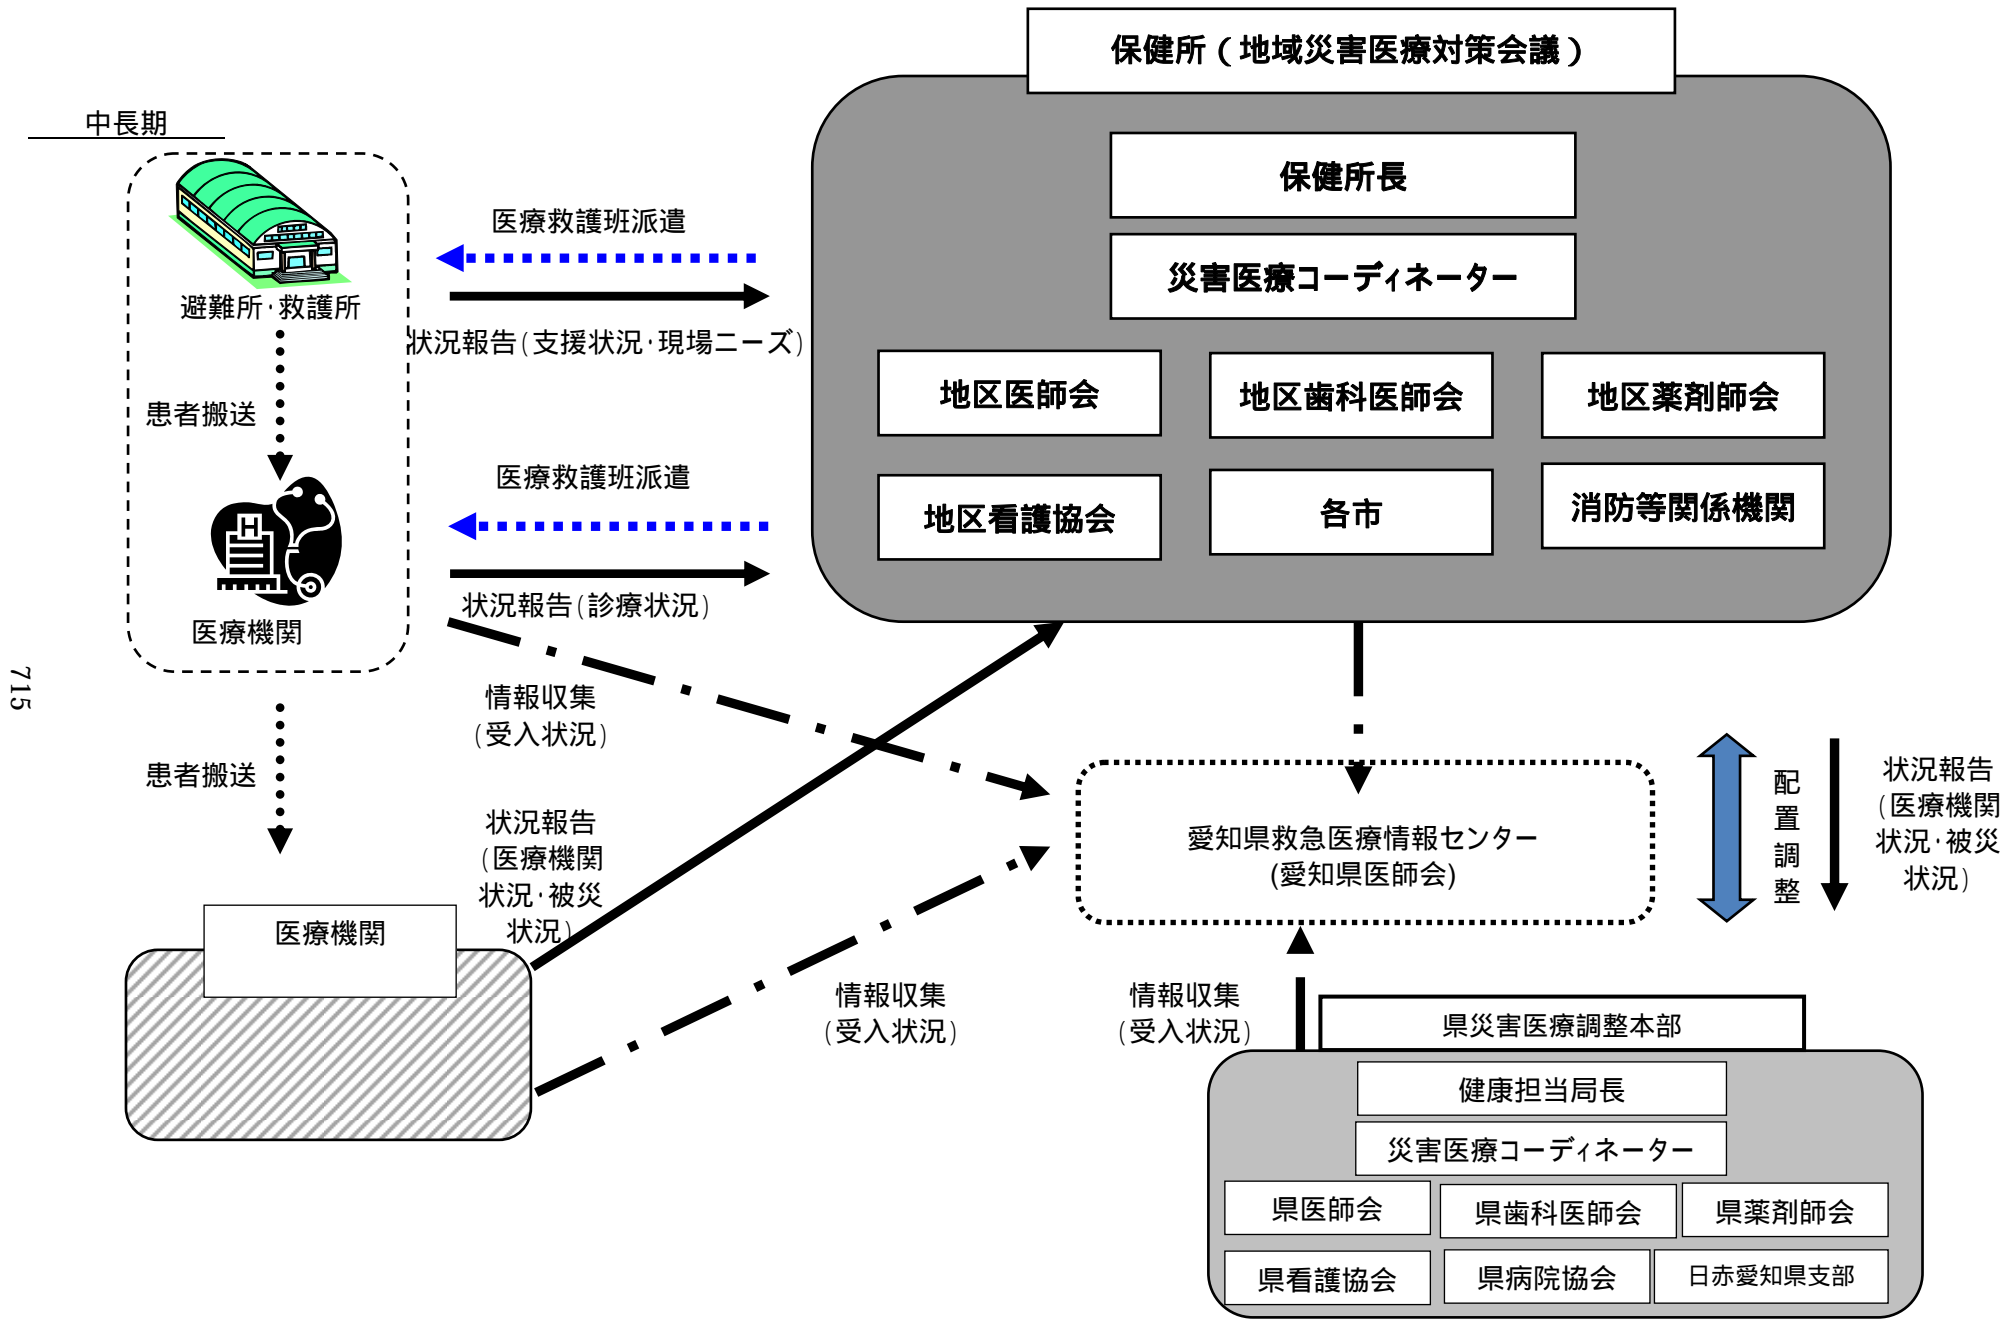 中長期
保健所(地域災害医療対策会議)
保健所長
災害医療コーディネーター
地区医師会
地区歯科医師会
地区薬剤師会
地区看護協会
各市
消防等関係機関
避難所・救護所
医療救護班派遣
状況報告(支援状況・現場ニーズ)
患者搬送
H
医療機関
医療救護班派遣
状況報告(診療状況)
情報収集
(受入状況)
患者搬送
状況報告
(医療機関
状況・被災
状況)
医療機関
情報収集
(受入状況)
愛知県救急医療情報センター
(愛知県医師会)
配置調整
状況報告
(医療機関
状況・被災
状況)
情報収集
(受入状況)
県災害医療調整本部
健康担当局長
災害医療コーディネーター
県医師会
県歯科医師会
県薬剤師会
県看護協会
県病院協会
日赤愛知県支部
715